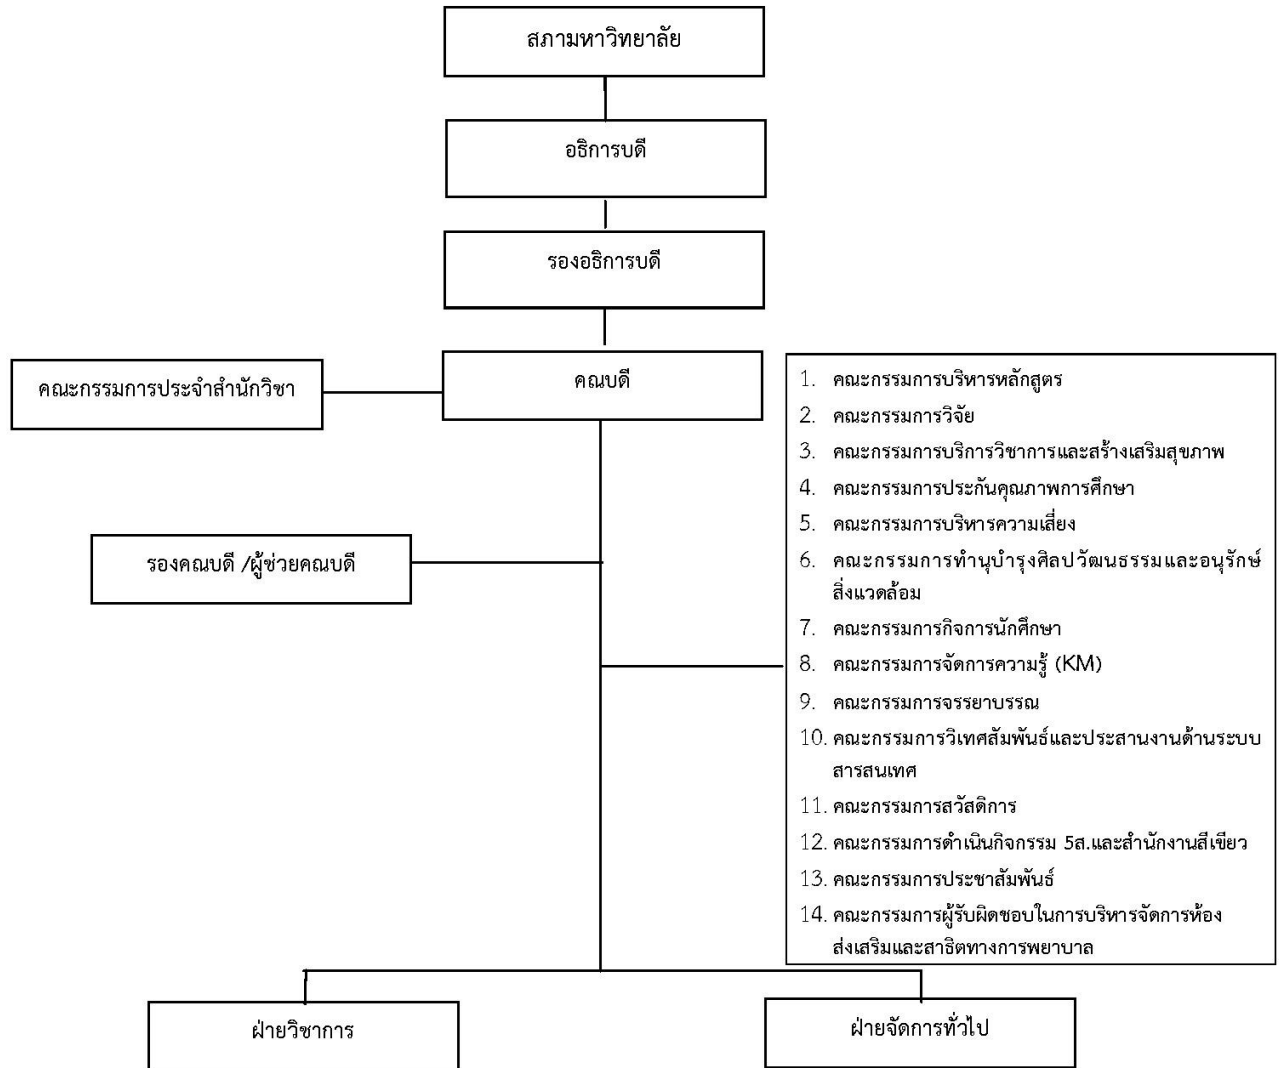 สภามหาวิทยาลัย
อธิการบดี
รองอธิการบดี
คณบดี
คณะกรรมการประจำสำนักวิชา
รองคณบดี /ผู้ช่วยคณบดี
1. คณะกรรมการบริหารหลักสูตร
2. คณะกรรมการวิจัย
3. คณะกรรมการบริการวิชาการและสร้างเสริมสุขภาพ
4. คณะกรรมการประกันคุณภาพการศึกษา
5. คณะกรรมการบริหารความเสี่ยง
6. คณะกรรมการทำนุบำรุงศิลปวัฒนธรรมและอนุรักษ์
สิ่งแวดล้อม
7. คณะกรรมการกิจการนักศึกษา
8. คณะกรรมการจัดการความรู้ (KM)
9. คณะกรรมการจรรยาบรรณ
10. คณะกรรมการวิเทศสัมพันธ์และประสานงานด้านระบบ
สารสนเทศ
11. คณะกรรมการสวัสดิการ
12. คณะกรรมการดำเนินกิจกรรม 5ส.และสำนักงานสีเขียว
13. คณะกรรมการประชาสัมพันธ์
14. คณะกรรมการผู้รับผิดชอบในการบริหารจัดการห้อง
ส่งเสริมและสาธิตทางการพยาบาล
ฝ่ายวิชาการ
ฝ่ายจัดการทั่วไป